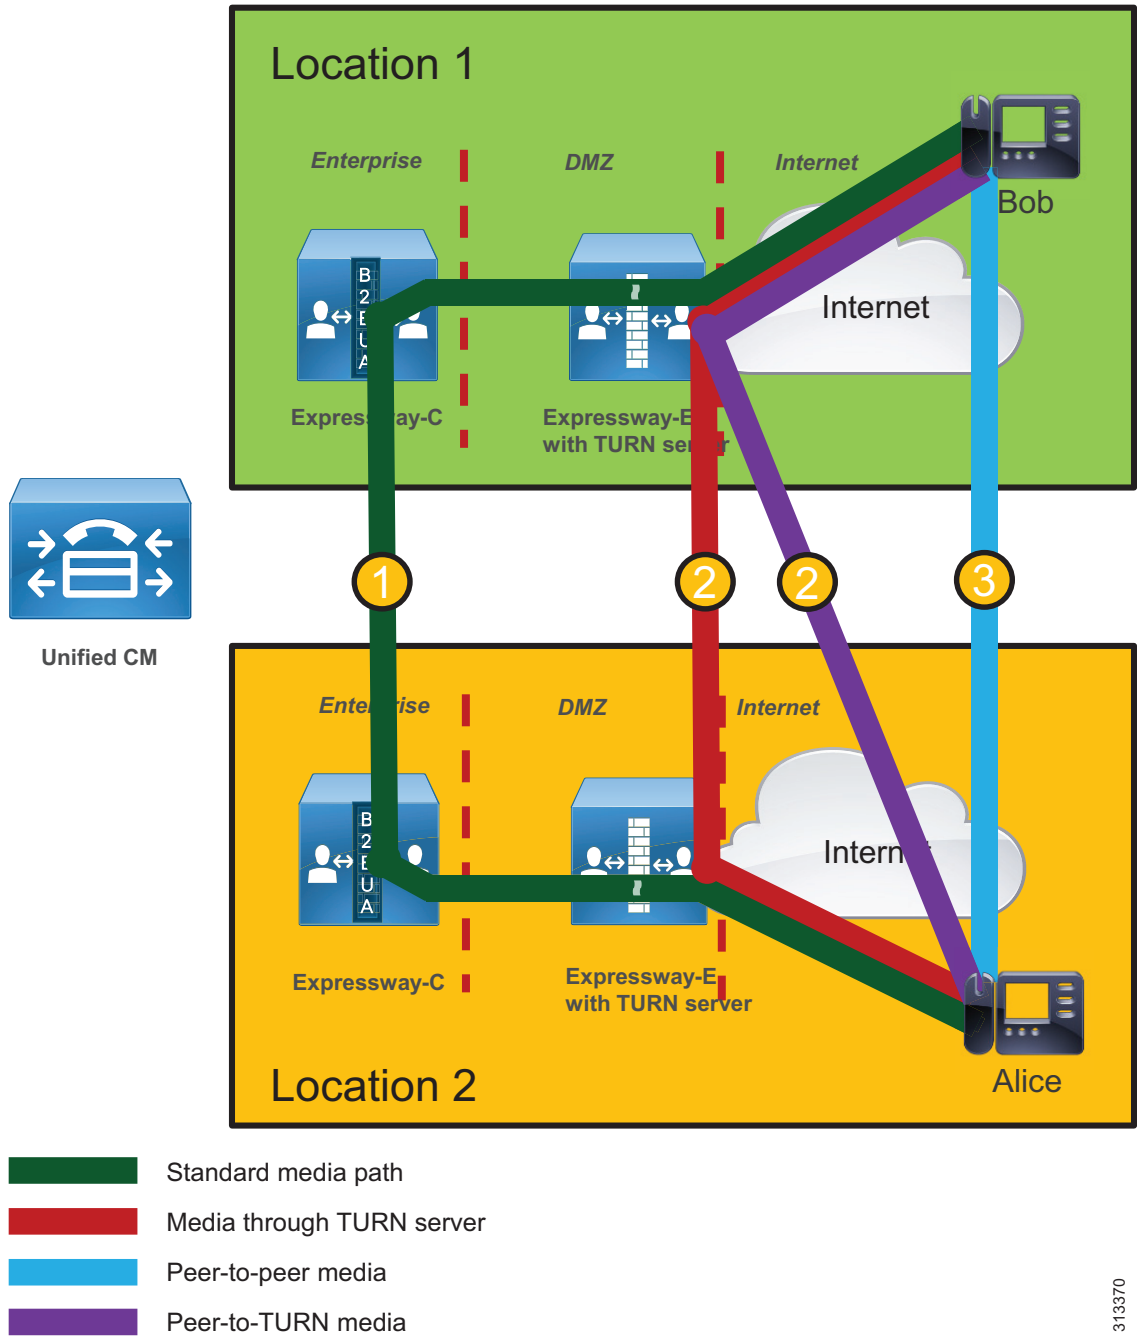 Location 1
Enterprise
DMZ
Internet
Bob
B
2
E
U
A
Internet
Expressway-C
Expressway-E
with TURN server
1
2
2
3
Unified CM
Enterprise
DMZ
Internet
B
2
E
U
A
Internet
Expressway-C
Expressway-E
with TURN server
Location 2
Alice
Standard media path
Media through TURN server
Peer-to-peer media
Peer-to-TURN media
313370